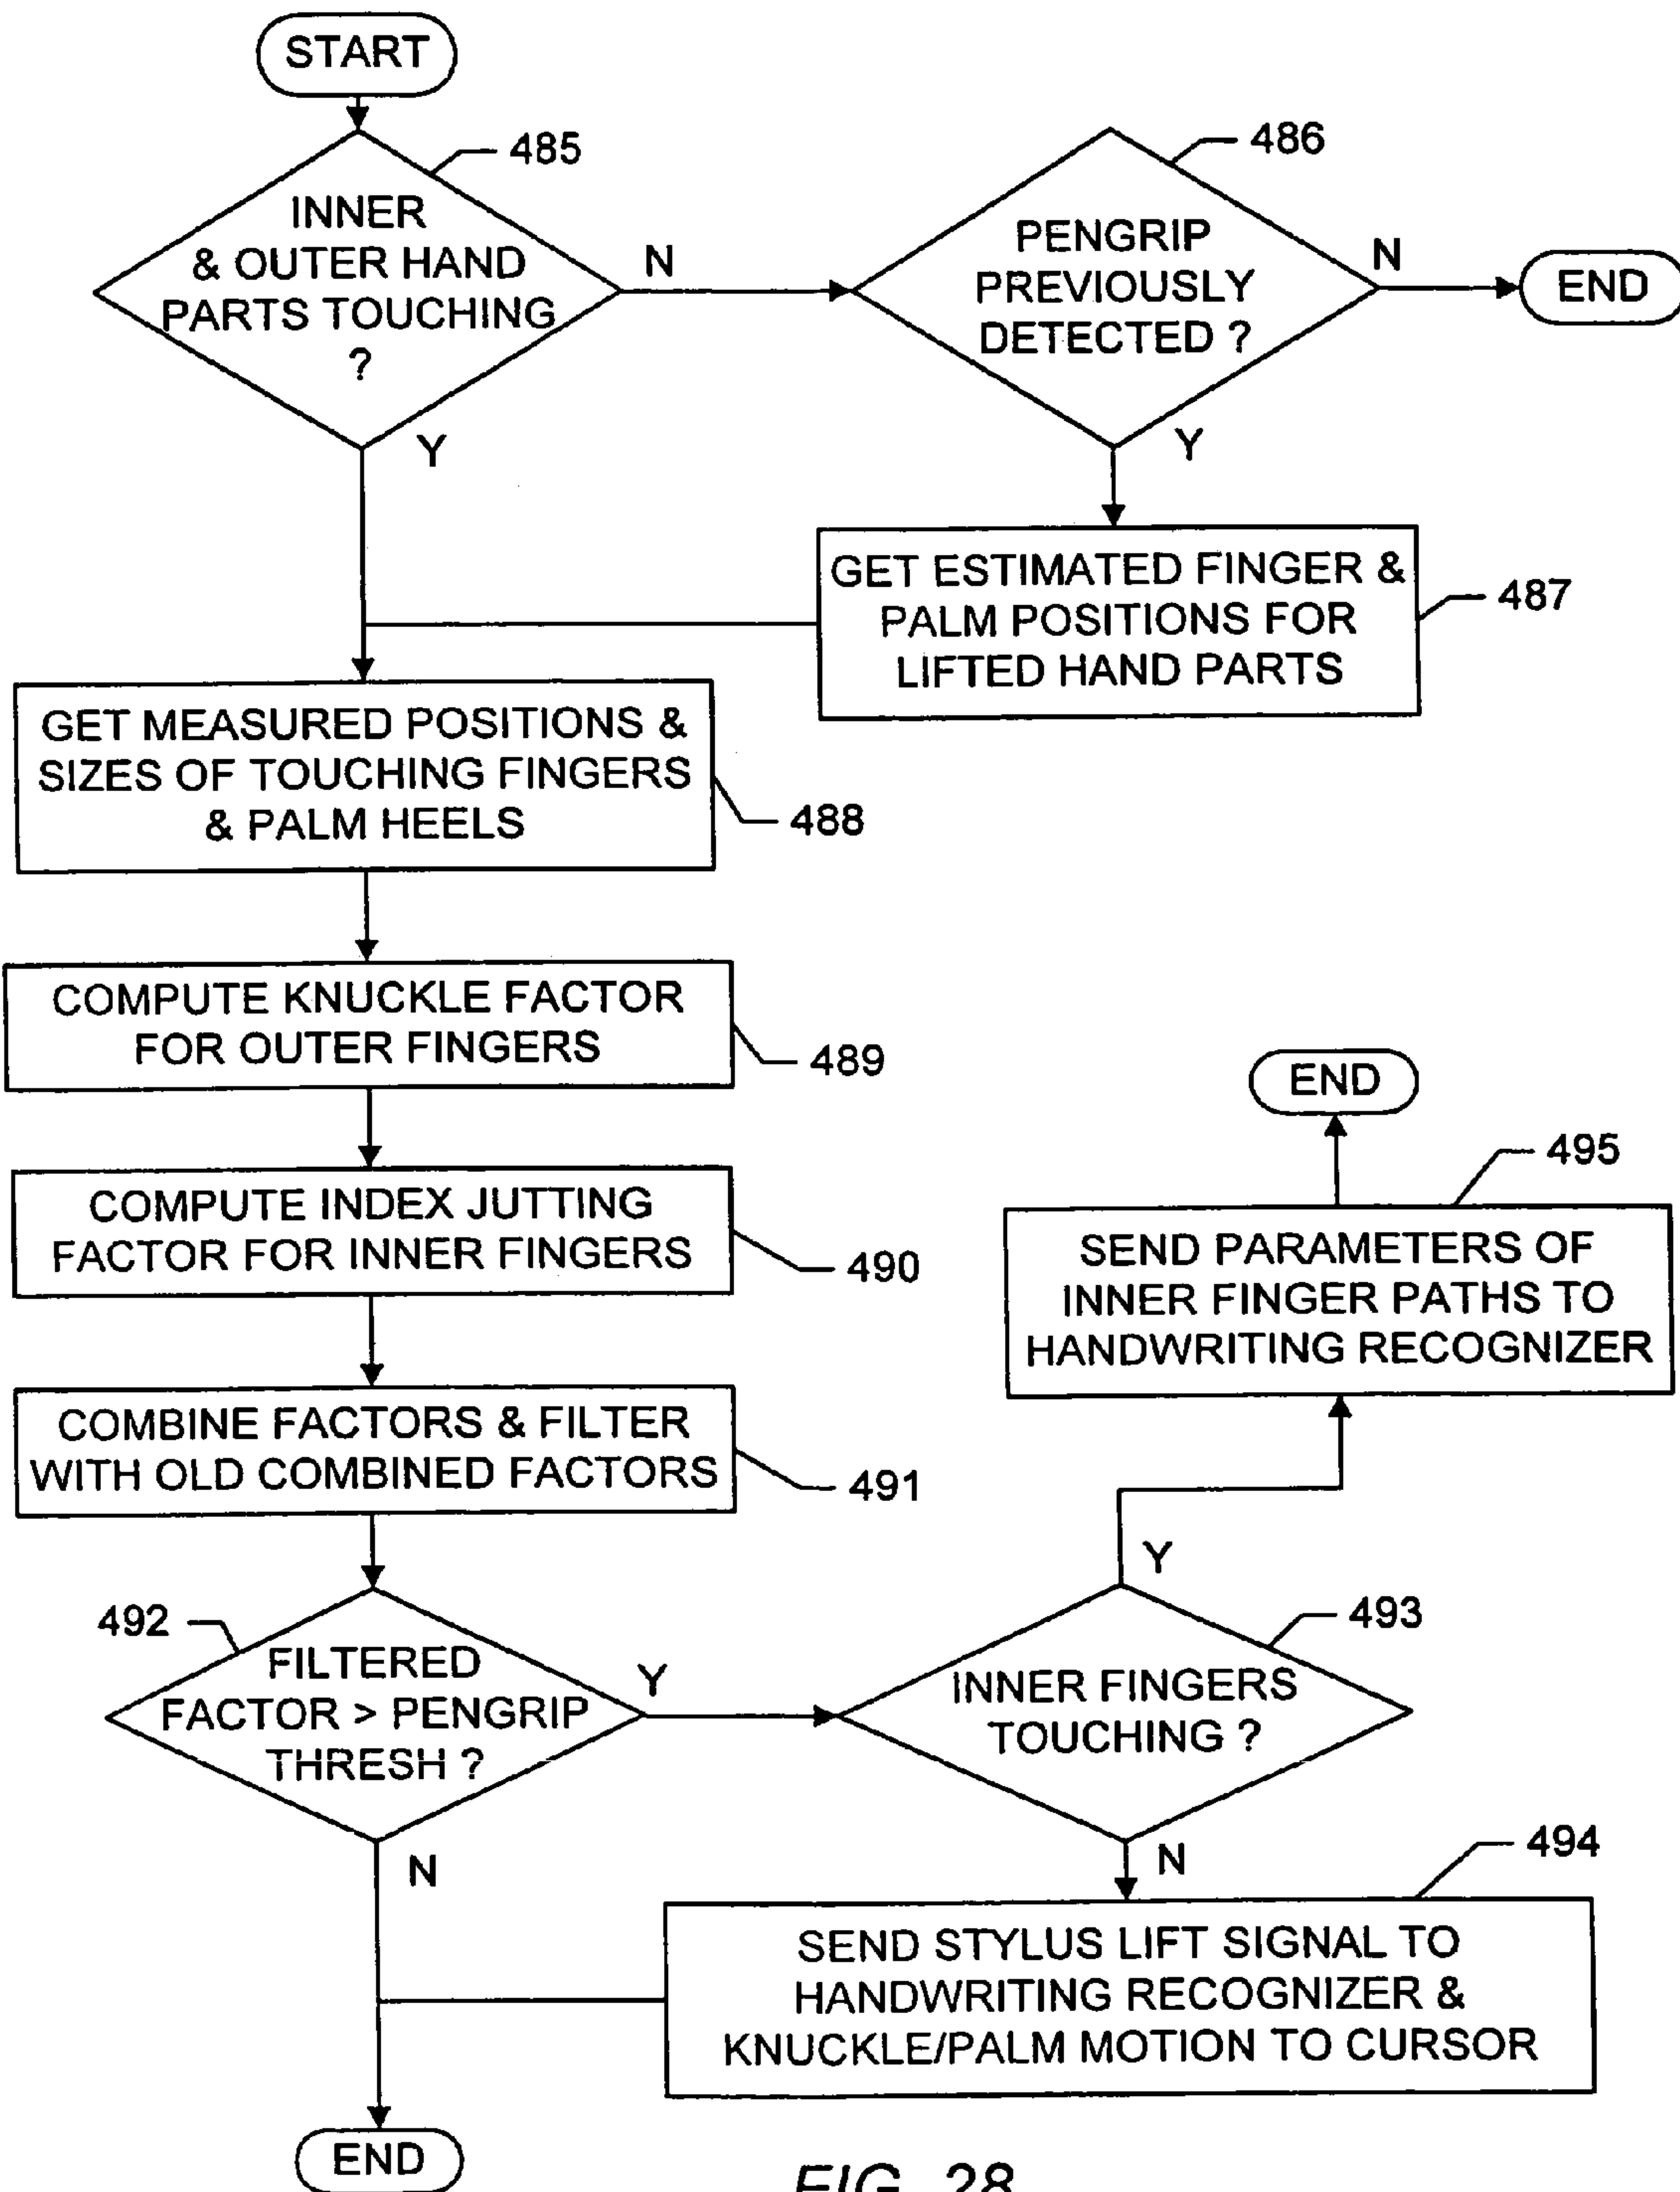 START
485
INNER
& OUTER HAND
PARTS TOUCHING
?
N
Y
486
PENGRIP
PREVIOUSLY
DETECTED ?
N
END
Y
GET ESTIMATED FINGER &
PALM POSITIONS FOR
LIFTED HAND PARTS
487
GET MEASURED POSITIONS &
SIZES OF TOUCHING FINGERS
& PALM HEELS
488
COMPUTE KNUCKLE FACTOR
FOR OUTER FINGERS
489
COMPUTE INDEX JUTTING
FACTOR FOR INNER FINGERS
490
COMBINE FACTORS & FILTER
WITH OLD COMBINED FACTORS
491
492
FILTERED
FACTOR > PENGRIP
THRESH ?
Y
N
493
INNER FINGERS
TOUCHING ?
Y
N
END
495
SEND PARAMETERS OF
INNER FINGER PATHS TO
HANDWRITING RECOGNIZER
494
SEND STYLUS LIFT SIGNAL TO
HANDWRITING RECOGNIZER &
KNUCKLE/PALM MOTION TO CURSOR
END
FIG. 28